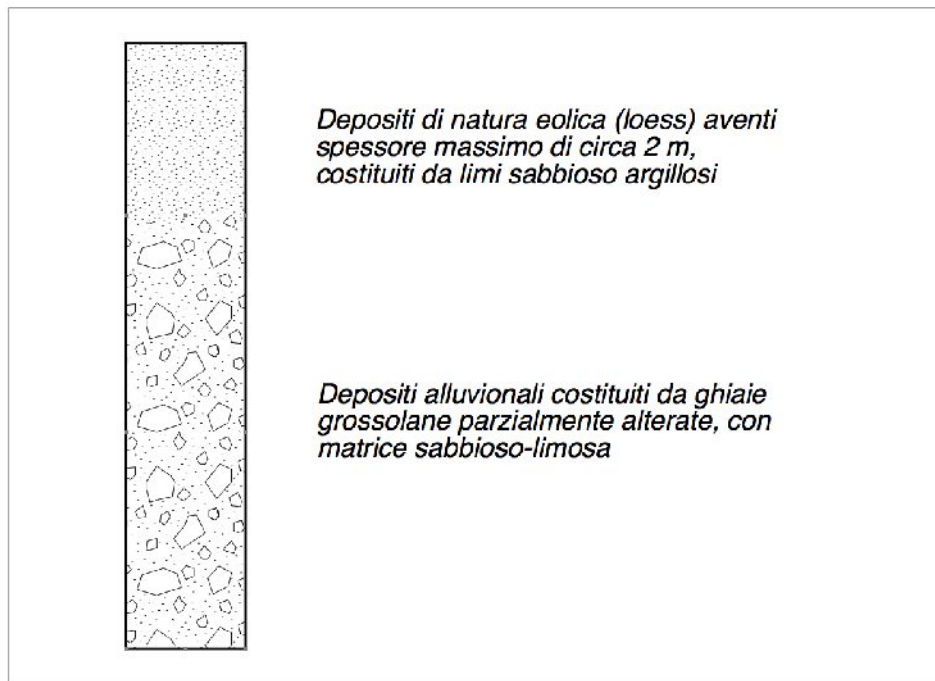 Depositi di natura eolica (loess) aventi
spessore massimo di circa 2 m,
costituiti da limi sabbioso argillosi
Depositi alluvionali costituiti da ghiaie
grossolane parzialmente alterate, con
matrice sabbioso-limosa